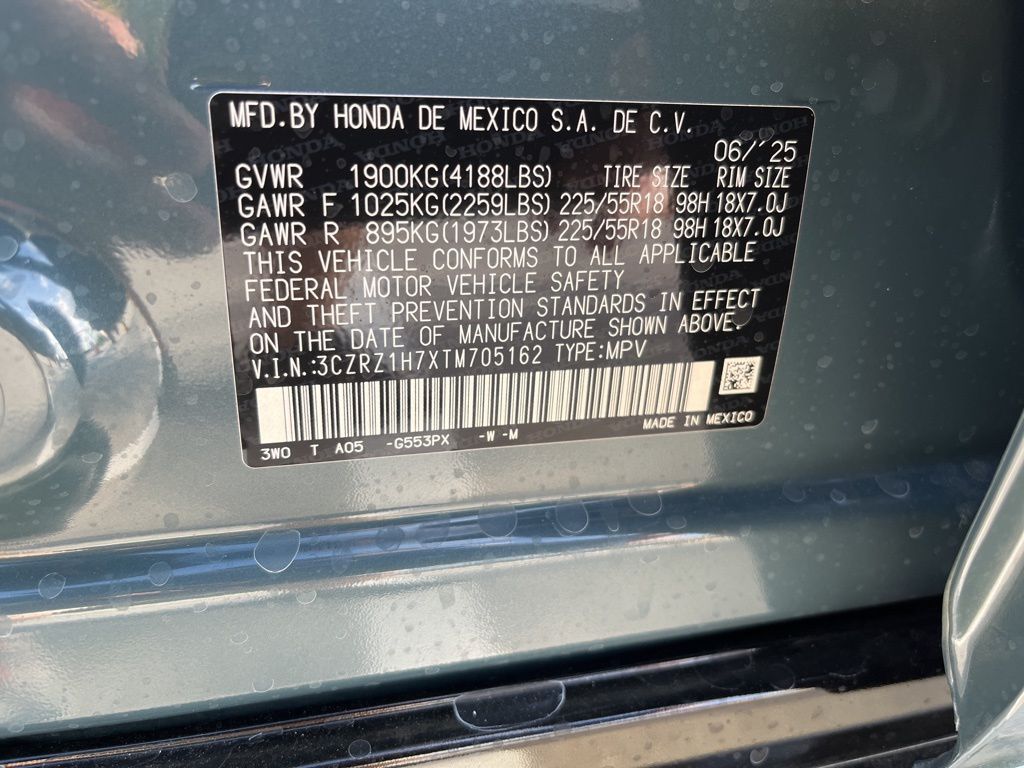 MFD.BY HONDA DE MEXICO S.A. DE C.V.
06/'25
GVWR 1900KG(4188LBS) TIRE SIZE RIM SIZE
GAWR F 1025KG(2259LBS) 225/55R18 98H 18X7.0J
GAWR R 895KG(1973LBS) 225/55R18 98H 18X7.0J
THIS VEHICLE CONFORMS TO ALL APPLICABLE
FEDERAL MOTOR VEHICLE SAFETY
AND THEFT PREVENTION STANDARDS IN EFFECT
ON THE DATE OF MANUFACTURE SHOWN ABOVE.
V.I.N.:3CZRZ1H7XTM705162 TYPE:MPV
MADE IN MEXICO
3W0 T A05 -G553PX -W -M